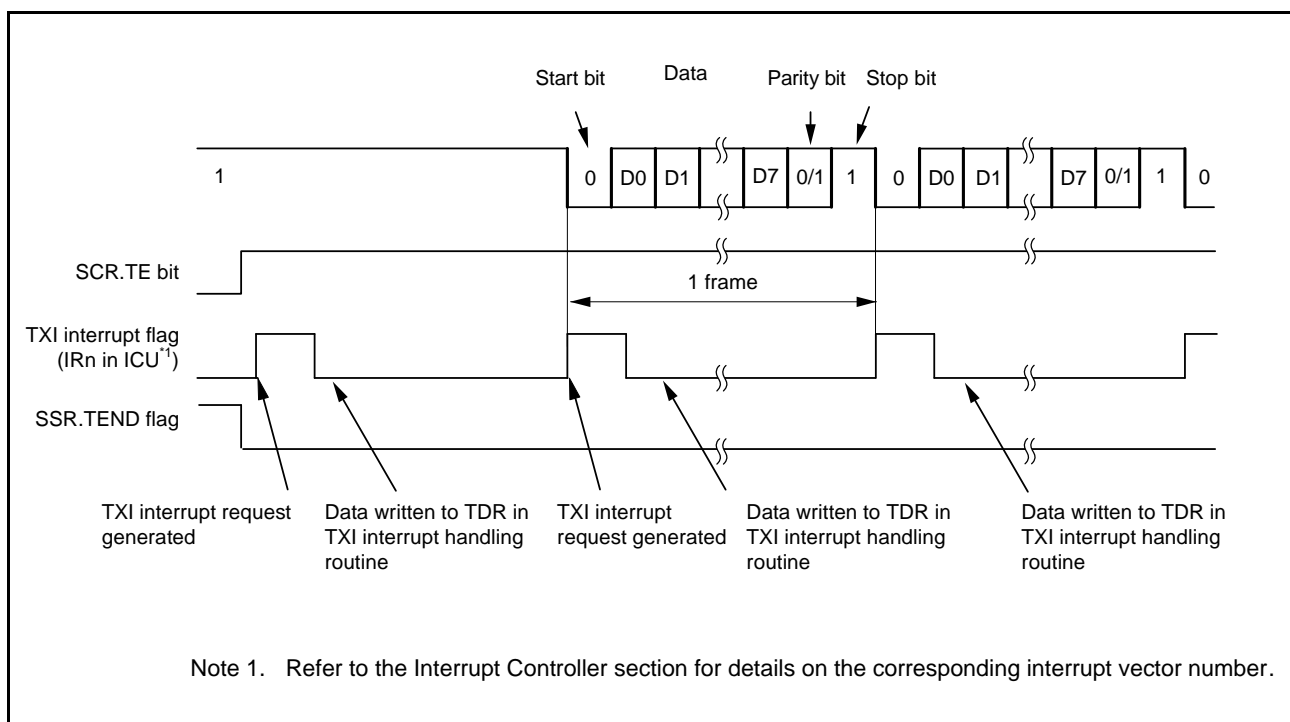 Start bit
Data
Parity bit
Stop bit
1
0 D0 D1 D7 0/1 1 0 D0 D1 D7 0/1 1 0
SCR.TE bit
1 frame
TXI interrupt flag
(IRn in ICU*1)
SSR.TEND flag
TXI interrupt request
generated
Data written to TDR in
TXI interrupt handling
routine
TXI interrupt
request generated
Data written to TDR in
TXI interrupt handling
routine
Data written to TDR in
TXI interrupt handling
routine
Note 1. Refer to the Interrupt Controller section for details on the corresponding interrupt vector number.